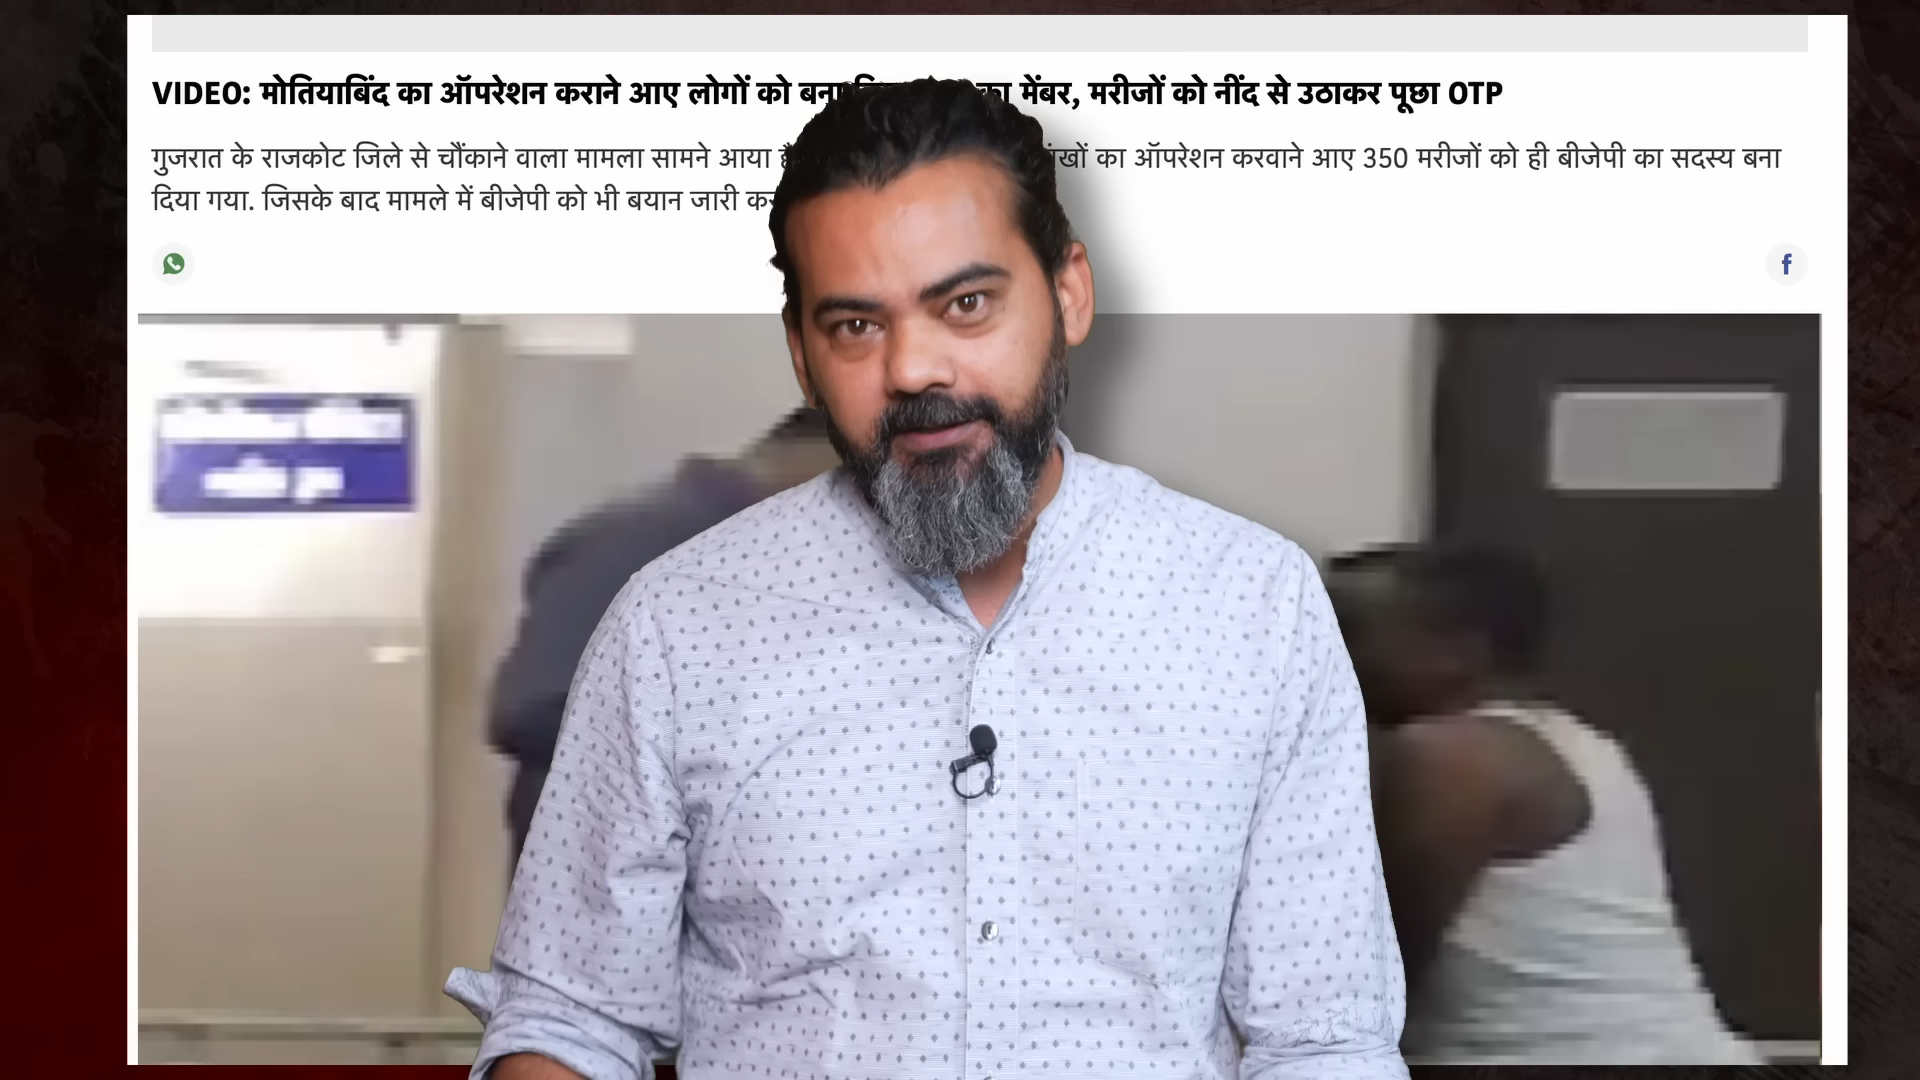 VIDEO: मोतियाबिंद का ऑपरेशन कराने आए लोगों को का मेंबर, मरीजों को नींद से उठाकर पूछा OTP
गुजरात के राजकोट जिले से चौंकाने वाला मामला सामने आया का ऑपरेशन करवाने आए 350 मरीजों को ही बीजेपी का सदस्य बना
दिया गया. जिसके बाद मामले में बीजेपी को भी बयान जारी
f